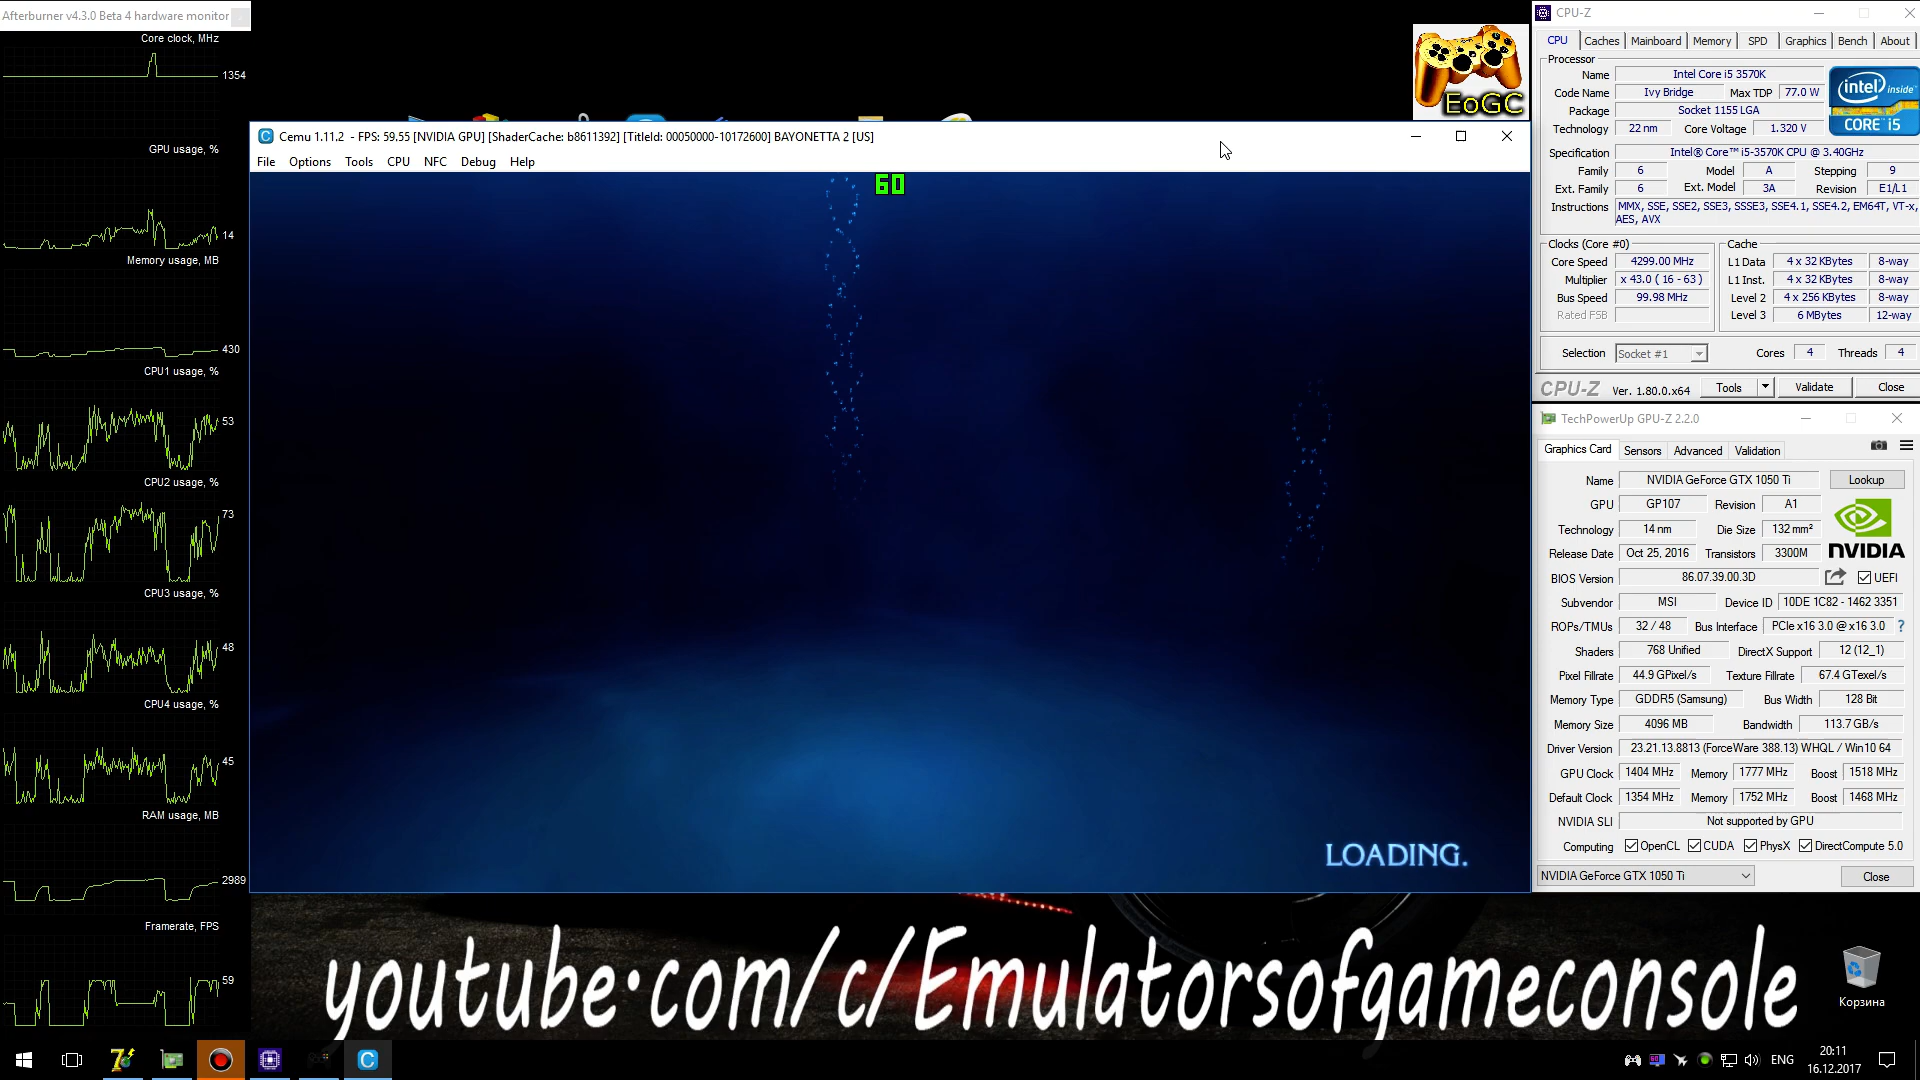 Afterburner v4.3.0 Beta 4 hardware monitor
Core clock, MHz
1354
GPU usage, %
14
Memory usage, MB
430
CPU1 usage, %
53
CPU2 usage, %
73
CPU3 usage, %
48
CPU4 usage, %
45
RAM usage, MB
2989
Framerate, FPS
59
EoGC
Cemu 1.11.2 - FPS: 59.55 [NVIDIA GPU] [ShaderCache: b8611392] [TitleId: 00050000-10172600] BAYONETTA 2 [US]
File Options Tools CPU NFC Debug Help
60
LOADING.
CPU-Z
CPU Caches Mainboard Memory SPD Graphics Bench About
Processor
Name Intel Core i5 3570K
Code Name Ivy Bridge Max TDP 77.0 W
Package Socket 1155 LGA
Technology 22 nm Core Voltage 1.320 V
intel inside™
CORE i5
Specification Intel® Core™ i5-3570K CPU @ 3.40GHz
Family 6 Model A Stepping 9
Ext. Family 6 Ext. Model 3A Revision E1/L1
Instructions MMX, SSE, SSE2, SSE3, SSSE3, SSE4.1, SSE4.2, EM64T, VT-x,
AES, AVX
Clocks (Core #0)
Core Speed 4299.00 MHz
Multiplier x 43.0 ( 16 - 63 )
Bus Speed 99.98 MHz
Rated FSB
Cache
L1 Data 4 x 32 KBytes 8-way
L1 Inst. 4 x 32 KBytes 8-way
Level 2 4 x 256 KBytes 8-way
Level 3 6 MBytes 12-way
Selection Socket #1 Cores 4 Threads 4
CPU-Z Ver. 1.80.0.x64 Tools Validate Close
TechPowerUp GPU-Z 2.2.0
Graphics Card Sensors Advanced Validation
Name NVIDIA GeForce GTX 1050 Ti Lookup
GPU GP107 Revision A1
Technology 14 nm Die Size 132 mm²
Release Date Oct 25, 2016 Transistors 3300M
NVIDIA
BIOS Version 86.07.39.00.3D UEFI
Subvendor MSI Device ID 10DE 1C82 - 1462 3351
ROPs/TMUs 32 / 48 Bus Interface PCIe x16 3.0 @ x16 3.0 ?
Shaders 768 Unified DirectX Support 12 (12_1)
Pixel Fillrate 44.9 GPixel/s Texture Fillrate 67.4 GTexel/s
Memory Type GDDR5 (Samsung) Bus Width 128 Bit
Memory Size 4096 MB Bandwidth 113.7 GB/s
Driver Version 23.21.13.8813 (ForceWare 388.13) WHQL / Win10 64
GPU Clock 1404 MHz Memory 1777 MHz Boost 1518 MHz
Default Clock 1354 MHz Memory 1752 MHz Boost 1468 MHz
NVIDIA SLI Not supported by GPU
Computing OpenCL CUDA PhysX DirectCompute 5.0
NVIDIA GeForce GTX 1050 Ti Close
youtube.com/c/Emulatorsofgameconsole
Корзина
ENG
20:11
16.12.2017